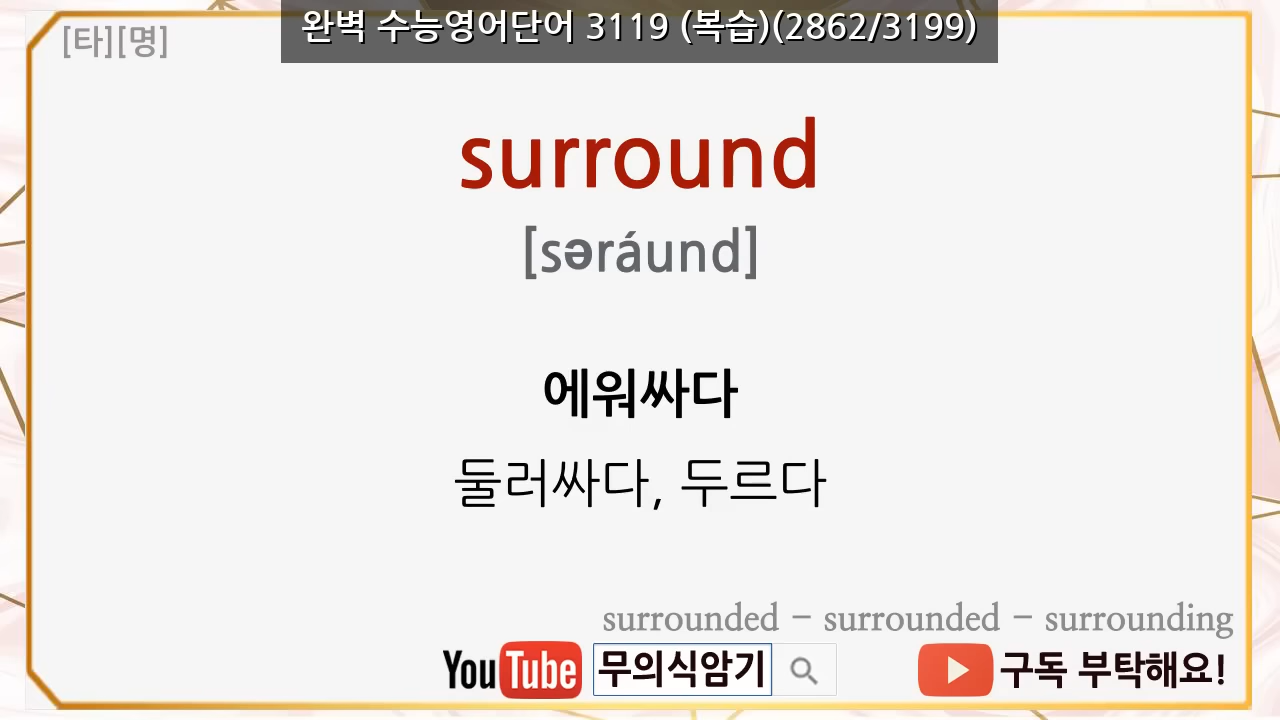 완벽 수능영어단어 3119 (복습)(2862/3199)
[타][명]
surround
[səráund]
에워싸다
둘러싸다, 두르다
surrounded - surrounded - surrounding
YouTube 무의식암기 구독 부탁해요!